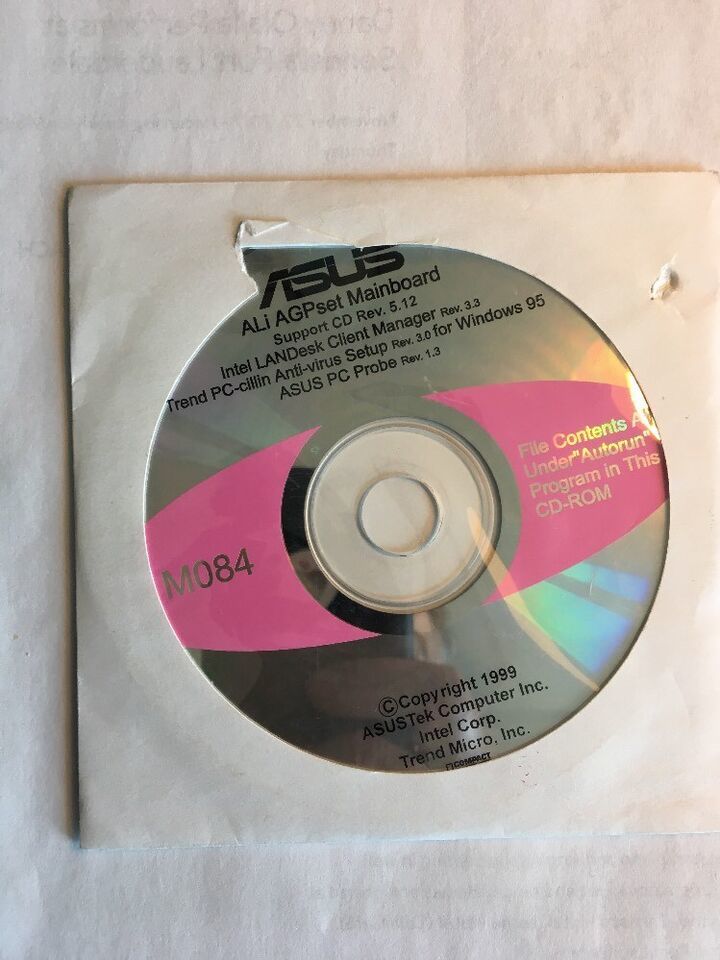 ASUS
ALi AGPset Mainboard
Support CD Rev. 5.12
Intel LANDesk Client Manager Rev. 3.3
Trend PC-cillin Anti-virus Setup Rev. 3.0 for Windows 95
ASUS PC Probe Rev. 1.3
File Contents
Under"Autorun"
Program in This
CD-ROM
M084
©Copyright 1999
ASUSTek Computer Inc.
Intel Corp.
Trend Micro, Inc.
COMPACT